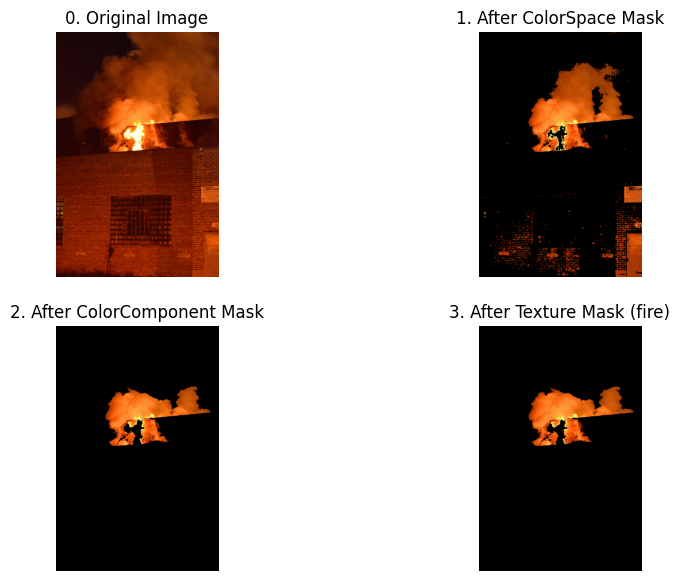 0. Original Image
1. After ColorSpace Mask
2. After ColorComponent Mask
3. After Texture Mask (fire)